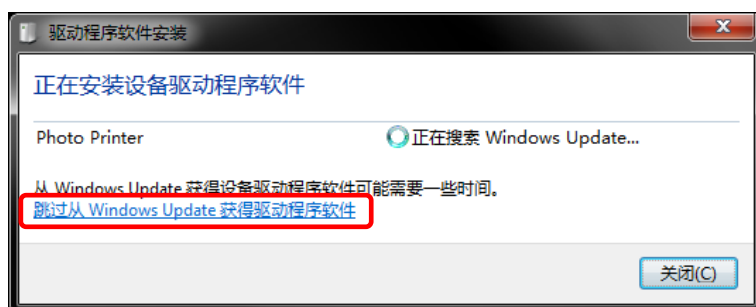 驱动程序软件安装
正在安装设备驱动程序软件
Photo Printer 正在搜索 Windows Update...
从 Windows Update 获得设备驱动程序软件可能需要一些时间。
跳过从 Windows Update 获得驱动程序软件
关闭(C)